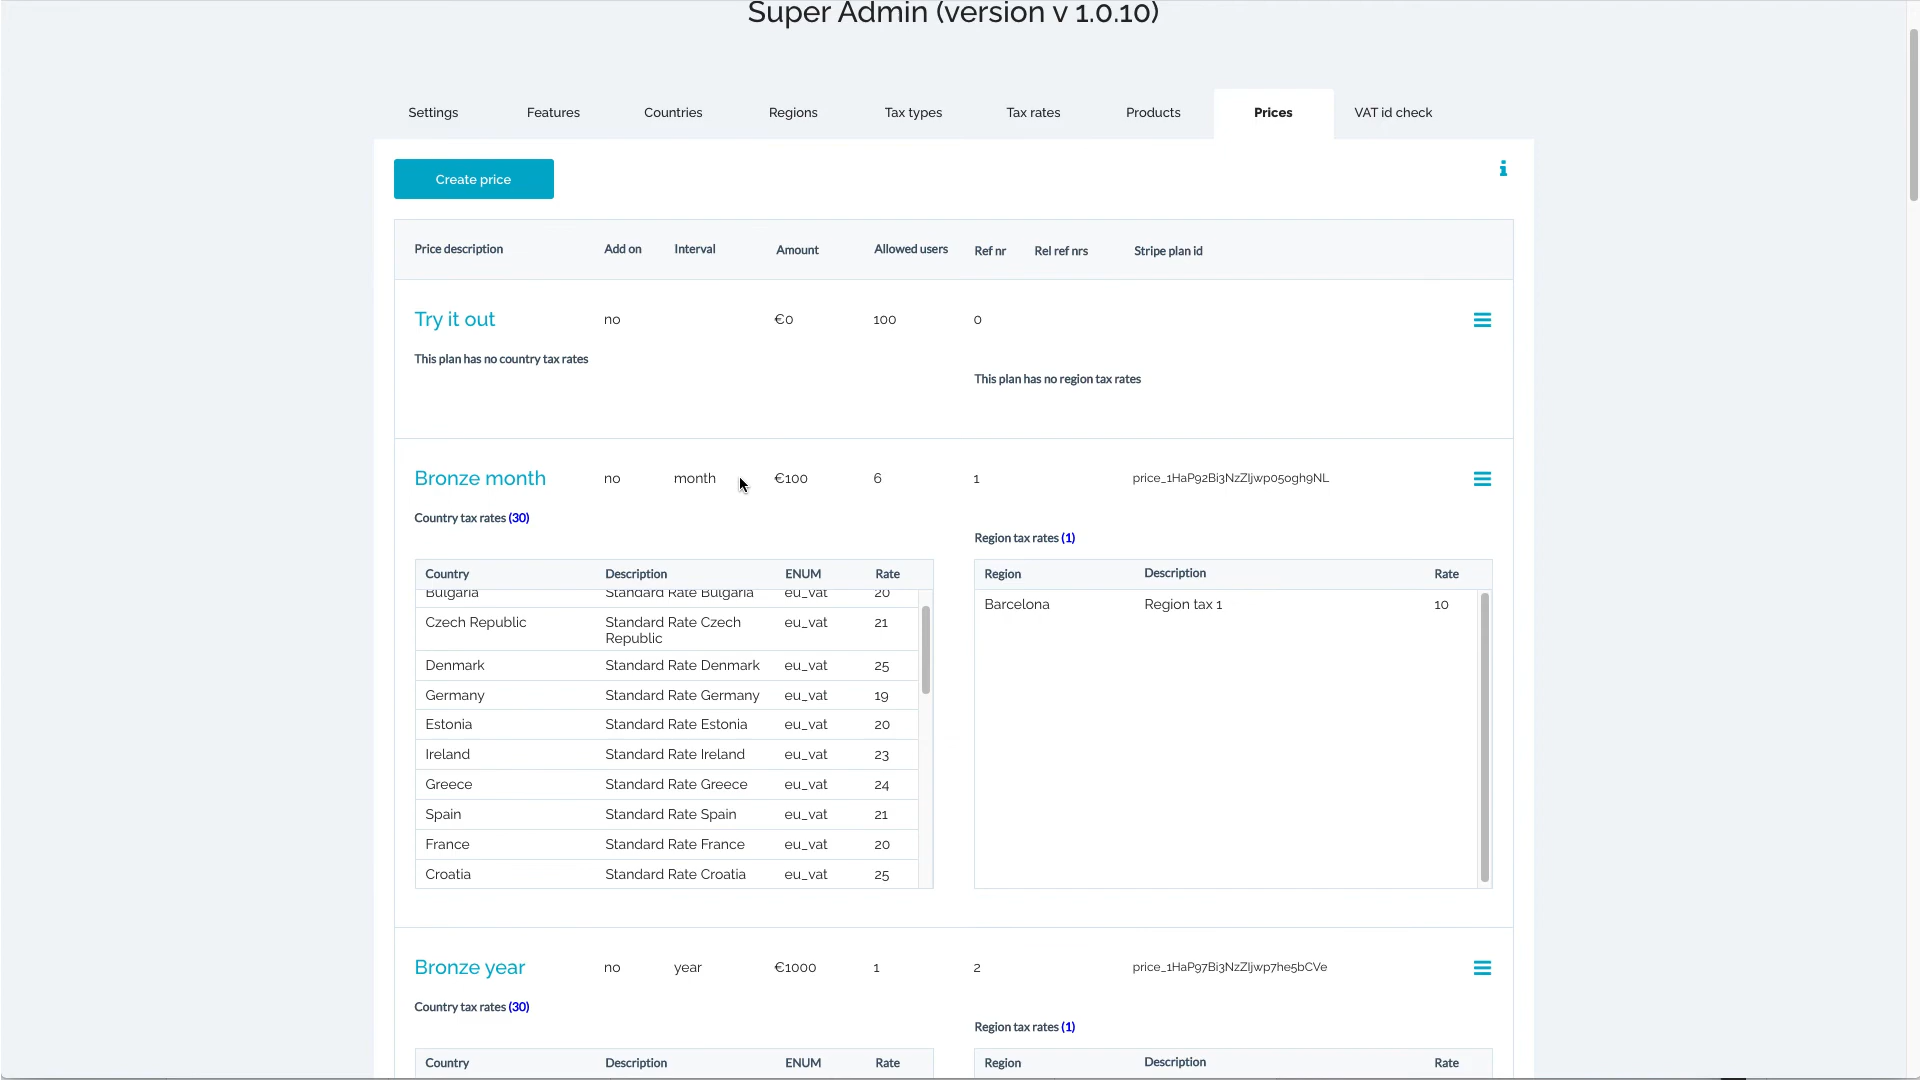 Super Admin (version v 1.0.10)
Settings Features Countries Regions Tax types Tax rates Products Prices VAT id check
Create price
Price description Add on Interval Amount Allowed users Ref nr Rel ref nrs Stripe plan id
Try it out no €0 100 0
This plan has no country tax rates
This plan has no region tax rates
Bronze month no month €100 6 1 price_1HaP92Bi3NzZIjwp05ogh9NL
Country tax rates (30)
Region tax rates (1)
Country Description ENUM Rate
Bulgaria Standard Rate Bulgaria eu_vat 20
Czech Republic Standard Rate Czech Republic eu_vat 21
Denmark Standard Rate Denmark eu_vat 25
Germany Standard Rate Germany eu_vat 19
Estonia Standard Rate Estonia eu_vat 20
Ireland Standard Rate Ireland eu_vat 23
Greece Standard Rate Greece eu_vat 24
Spain Standard Rate Spain eu_vat 21
France Standard Rate France eu_vat 20
Croatia Standard Rate Croatia eu_vat 25
Region Description Rate
Barcelona Region tax 1 10
Bronze year no year €1000 1 2 price_1HaP97Bi3NzZIjwp7he5bCVe
Country tax rates (30)
Region tax rates (1)
Country Description ENUM Rate
Region Description Rate